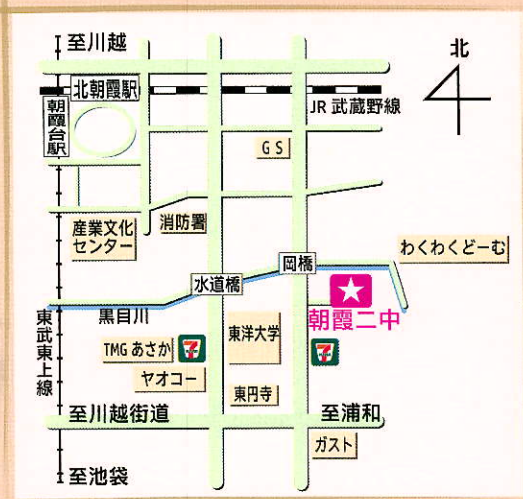 至川越
北
北朝霞駅
朝霞台駅
JR 武蔵野線
GS
産業文化
センター
消防署
わくわくどーむ
岡橋
水道橋
朝霞二中
黒目川
東武東上線
東洋大学
TMG あさか
7
7
ヤオコー
東円寺
至川越街道
至浦和
ガスト
至池袋